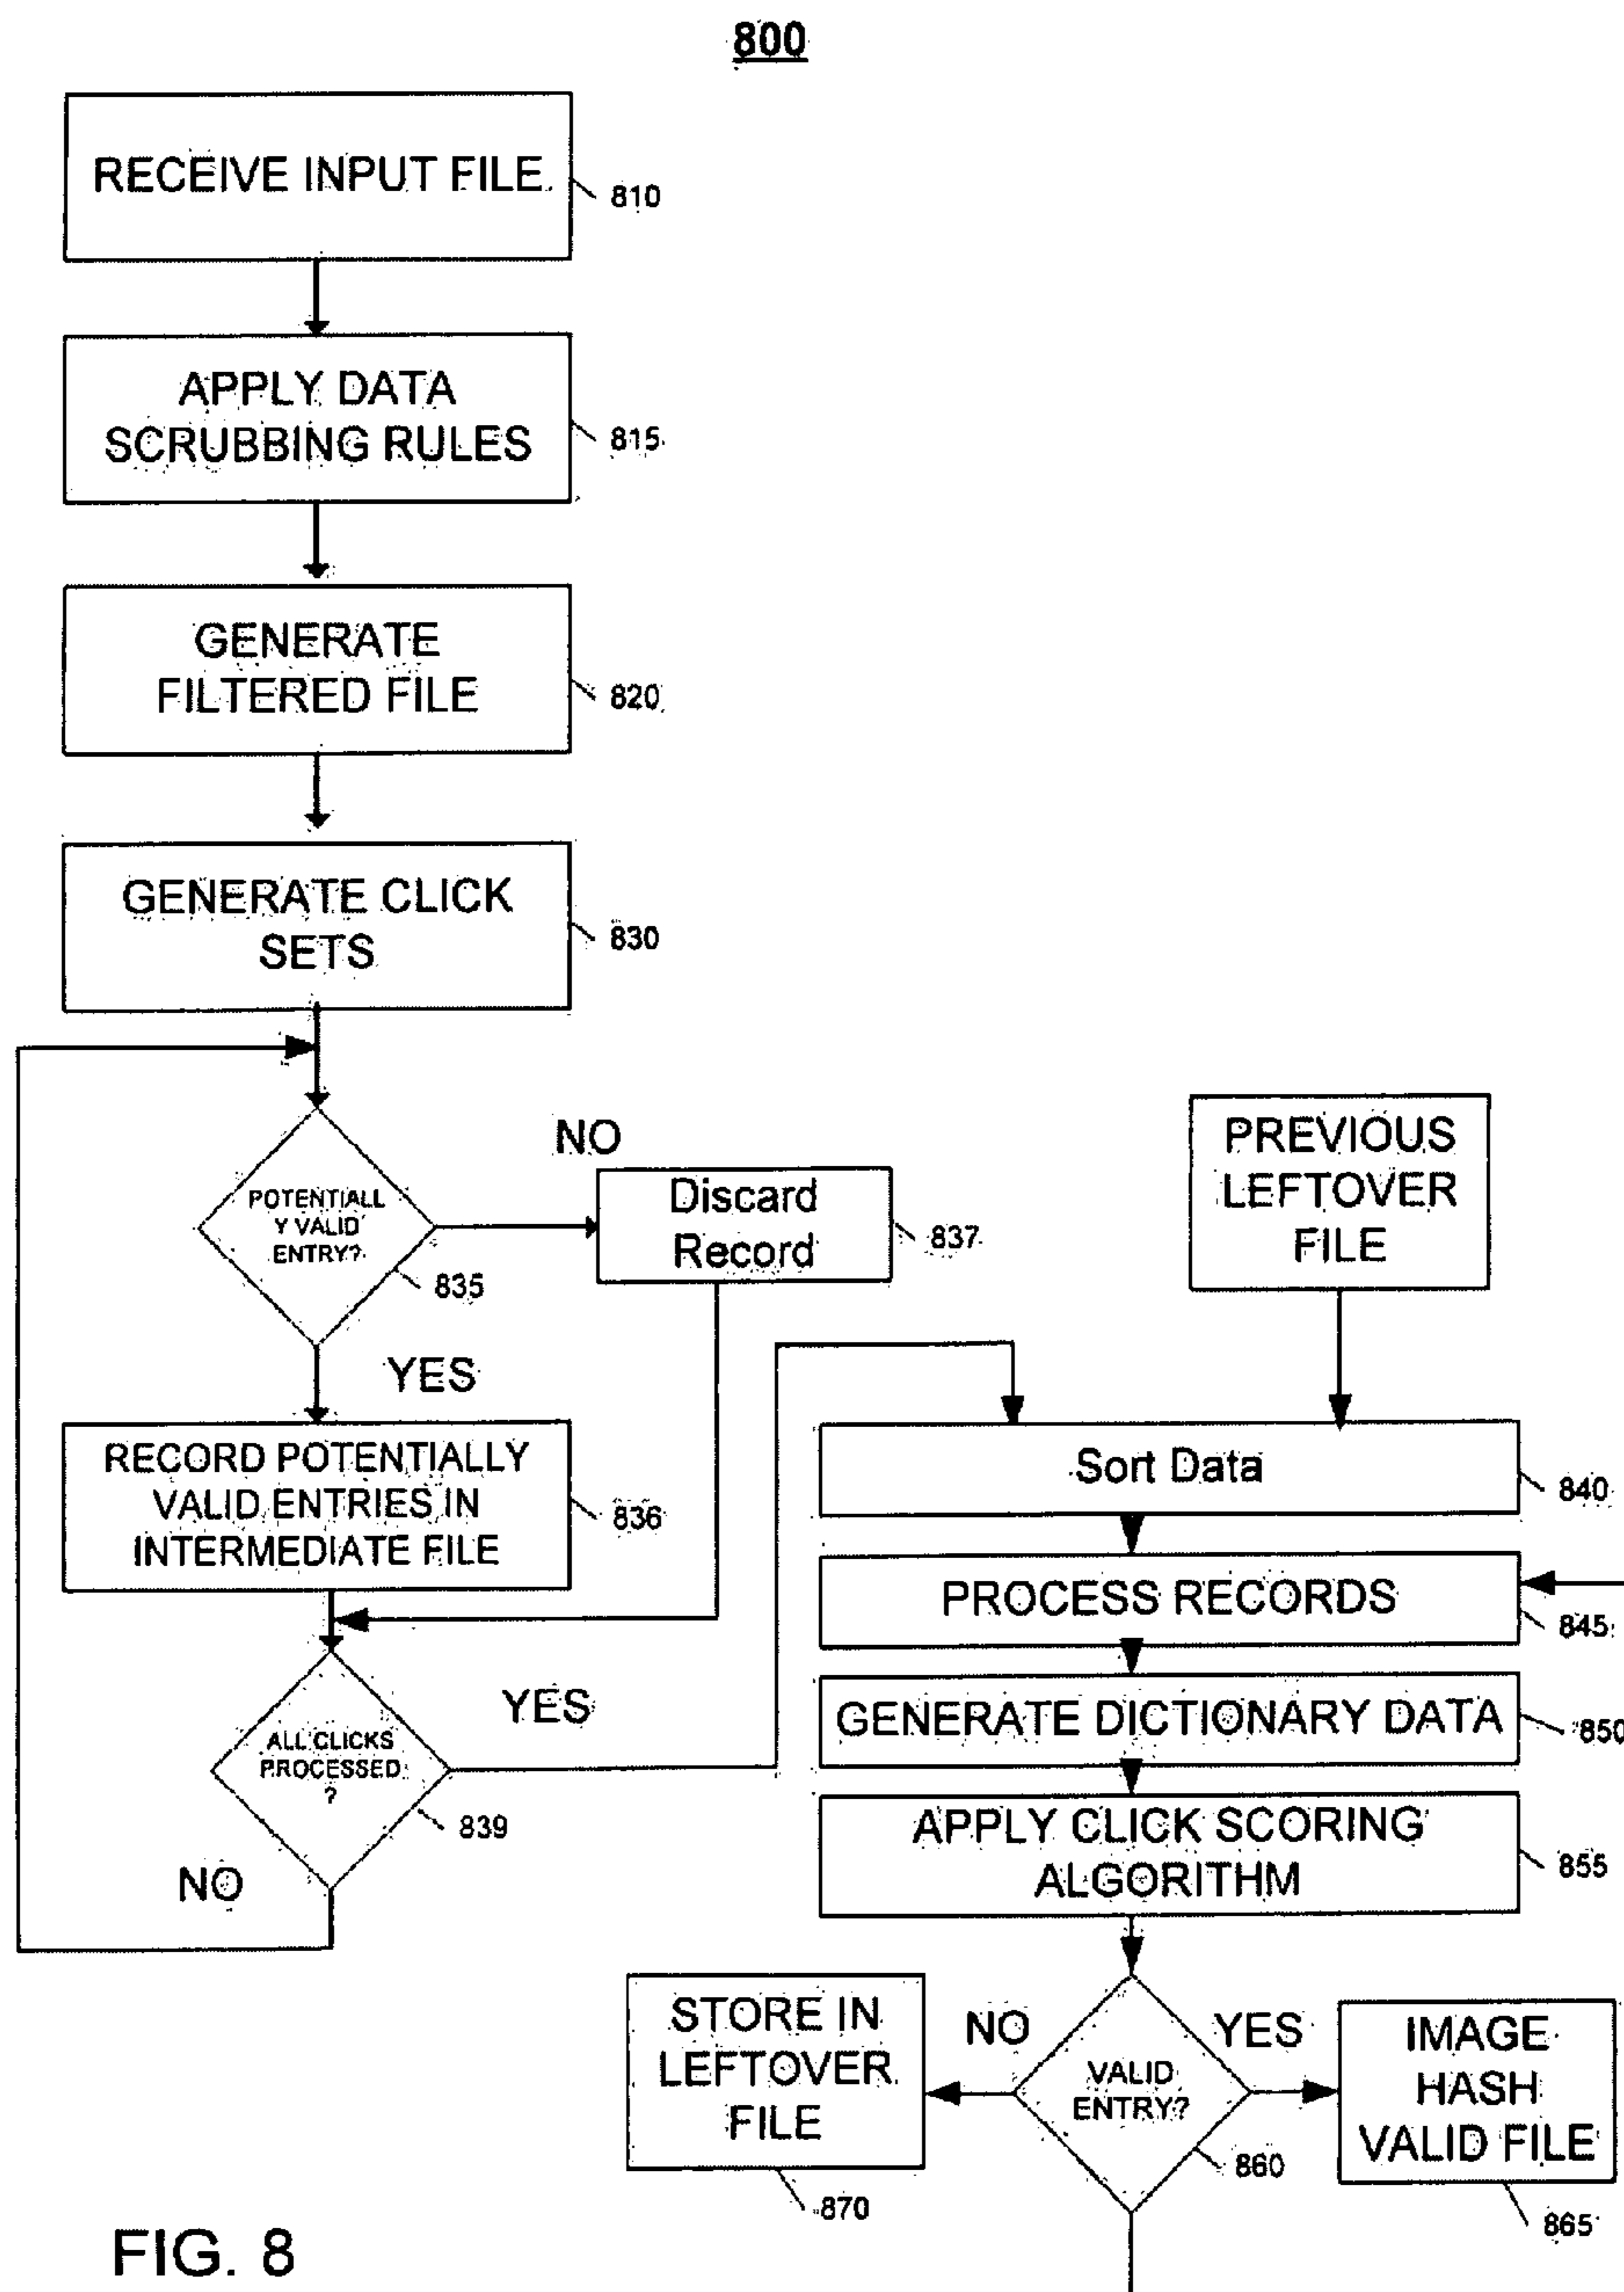 800
RECEIVE INPUT FILE
810
APPLY DATA
SCRUBBING RULES
815
GENERATE
FILTERED FILE
820
GENERATE CLICK
SETS
830
POTENTIALL
Y VALID
ENTRY?
835
NO
Discard
Record
837
YES
RECORD POTENTIALLY
VALID ENTRIES IN
INTERMEDIATE FILE
836
ALL CLICKS
PROCESSED
?
839
YES
NO
PREVIOUS
LEFTOVER
FILE
Sort Data
840
PROCESS RECORDS
845
GENERATE DICTIONARY DATA
850
APPLY CLICK SCORING
ALGORITHM
855
VALID
ENTRY?
860
NO
STORE IN
LEFTOVER
FILE
870
YES
IMAGE
HASH
VALID FILE
865
FIG. 8